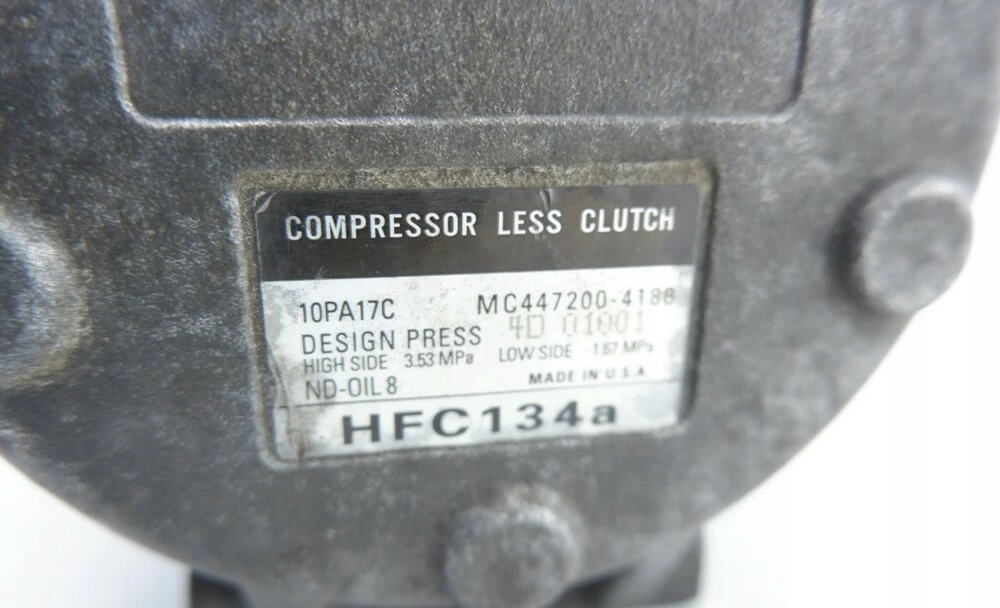 COMPRESSOR LESS CLUTCH
10PA17C MC447200-4188
DESIGN PRESS 4D 01001
HIGH SIDE 3.53 MPa LOW SIDE 1.67 MPa
ND-OIL 8 MADE IN U.S.A.
HFC134a